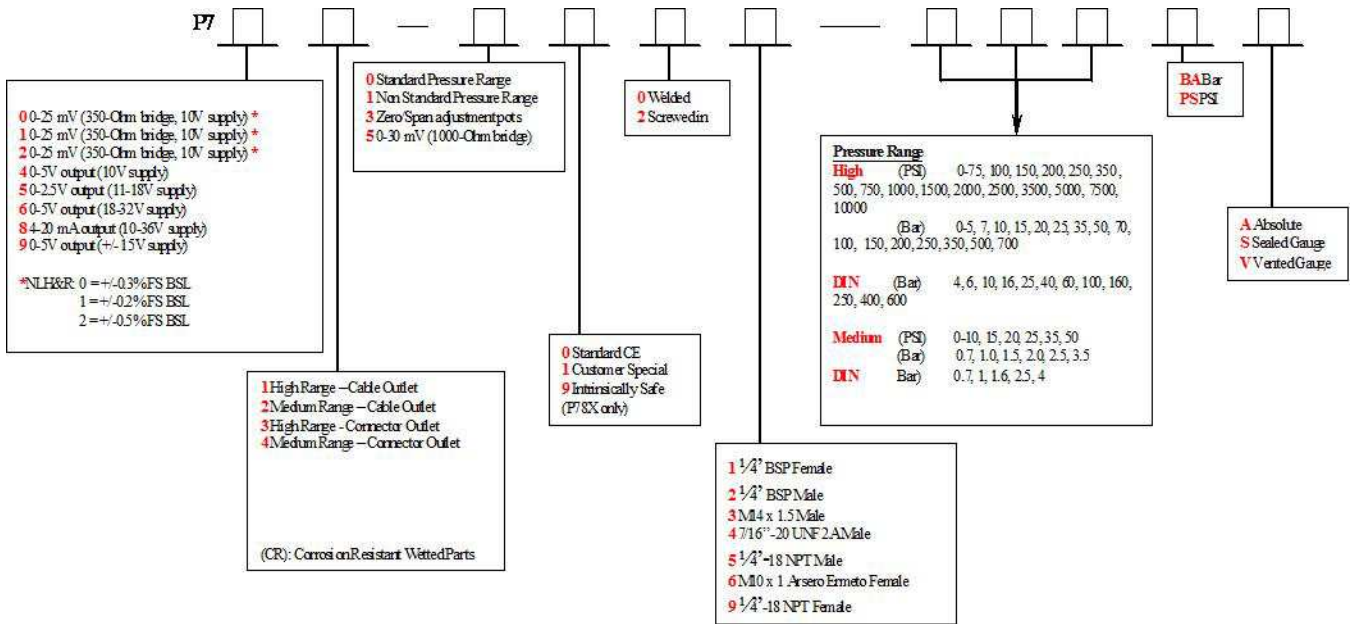 P7
0 0-25 mV (350-Ohm bridge, 10V supply) *
1 0-25 mV (350-Ohm bridge, 10V supply) *
2 0-25 mV (350-Ohm bridge, 10V supply) *
4 0-5V output (10V supply)
5 0-2.5V output (11-18V supply)
6 0-5V output (18-32V supply)
8 4-20 mA output (10-36V supply)
9 0-5V output (+/-15V supply)
*NLH&R: 0 = +/-0.3% FS BSL
1 = +/-0.2% FS BSL
2 = +/-0.5% FS BSL
1 High Range – Cable Outlet
2 Medium Range – Cable Outlet
3 High Range - Connector Outlet
4 Medium Range – Connector Outlet
(CR): Corrosion Resistant Wetted Parts
0 Standard Pressure Range
1 Non Standard Pressure Range
3 Zero/Span adjustment pots
5 0-30 mV (1000-Ohm bridge)
0 Standard CE
1 Customer Special
9 Intrinsically Safe
(P78X only)
0 Welded
2 Screwed in
1 1/4” BSP Female
2 1/4” BSP Male
3 M14 x 1.5 Male
4 7/16”-20 UNF 2A Male
5 1/4”-18 NPT Male
6 M10 x 1 Arsero Ermeto Female
9 1/4”-18 NPT Female
Pressure Range
High (PSI) 0-75, 100, 150, 200, 250, 350,
500, 750, 1000, 1500, 2000, 2500, 3500, 5000, 7500,
10000
(Bar) 0-5, 7, 10, 15, 20, 25, 35, 50, 70,
100, 150, 200, 250, 350, 500, 700
DIN (Bar) 4, 6, 10, 16, 25, 40, 60, 100, 160,
250, 400, 600
Medium (PSI) 0-10, 15, 20, 25, 35, 50
(Bar) 0.7, 1.0, 1.5, 2.0, 2.5, 3.5
DIN Bar) 0.7, 1, 1.6, 2.5, 4
BA Bar
PS PSI
A Absolute
S Sealed Gauge
V Vented Gauge